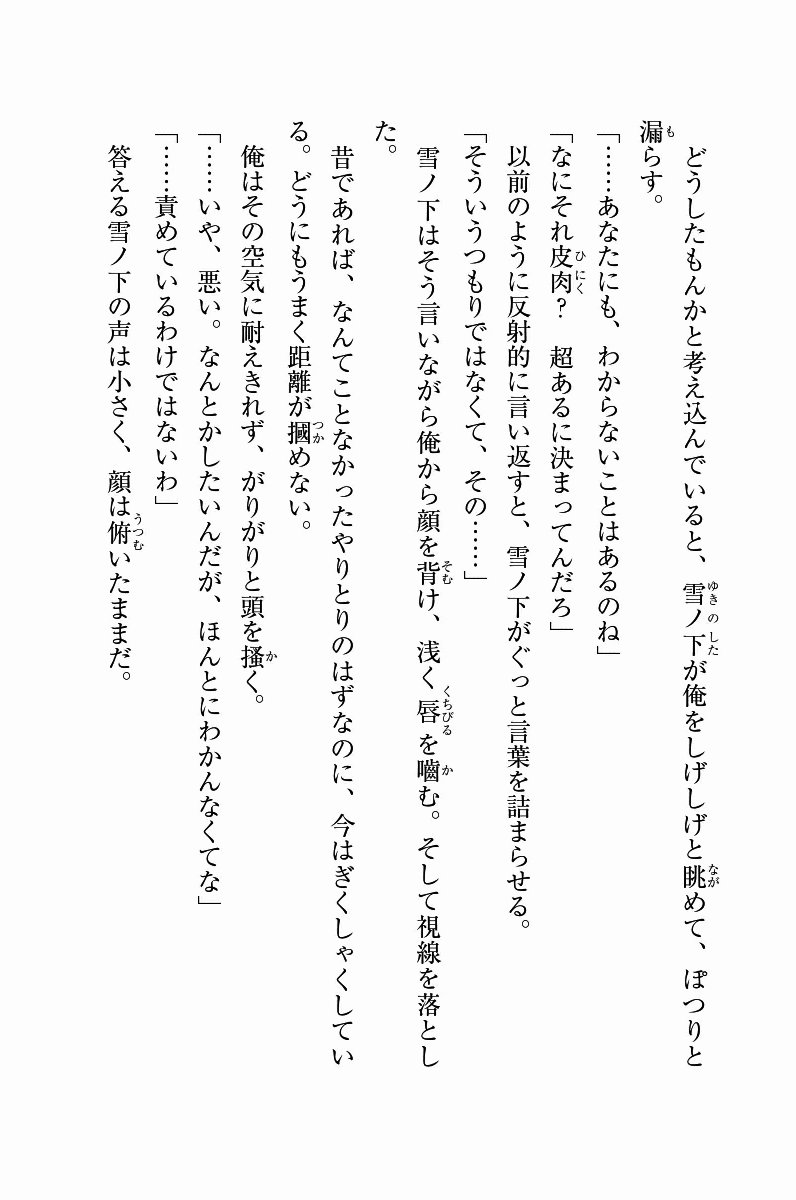 どうしたもんかと考え込んでいると、雪ノ下が俺をしげしげと眺めて、ぽつりと
漏らす。
「……あなたにも、わからないことはあるのね」
「なにそれ皮肉？　超あるに決まってんだろ」
以前のように反射的に言い返すと、雪ノ下がぐっと言葉を詰まらせる。
「そういうつもりではなくて、その……」
雪ノ下はそう言いながら俺から顔を背け、浅く唇を嚙む。そして視線を落とし
た。
昔であれば、なんてことなかったやりとりのはずなのに、今はぎくしゃくしてい
る。どうにもうまく距離が摑めない。
俺はその空気に耐えきれず、がりがりと頭を搔く。
「……いや、悪い。なんとかしたいんだが、ほんとにわかんなくてな」
「……責めているわけではないわ」
答える雪ノ下の声は小さく、顔は俯いたままだ。